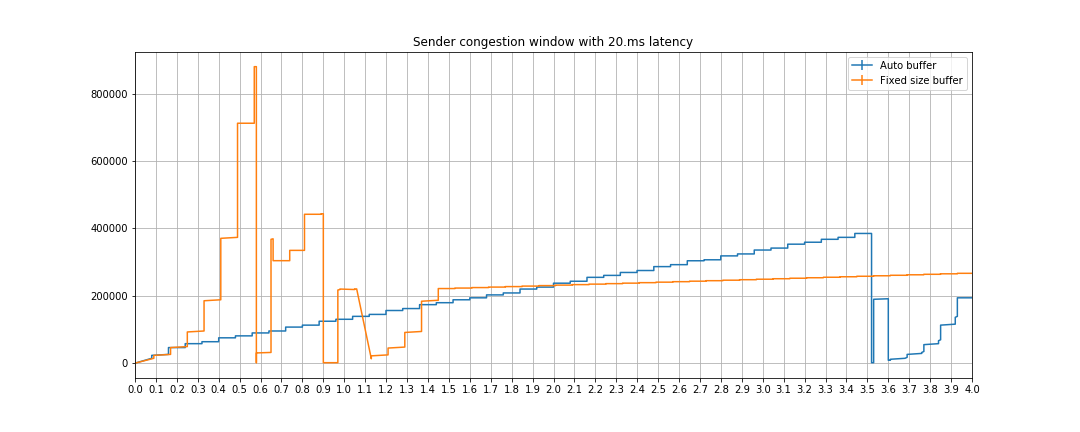 Sender congestion window with 20.ms latency
Auto buffer
Fixed size buffer
800000
600000
400000
200000
0
0.0 0.1 0.2 0.3 0.4 0.5 0.6 0.7 0.8 0.9 1.0 1.1 1.2 1.3 1.4 1.5 1.6 1.7 1.8 1.9 2.0 2.1 2.2 2.3 2.4 2.5 2.6 2.7 2.8 2.9 3.0 3.1 3.2 3.3 3.4 3.5 3.6 3.7 3.8 3.9 4.0